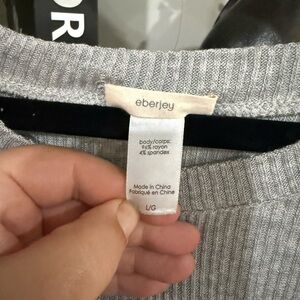 OR
eberjey
body/corps:
96% rayon
4% spandex
Made in China
Fabriqué en Chine
L/G